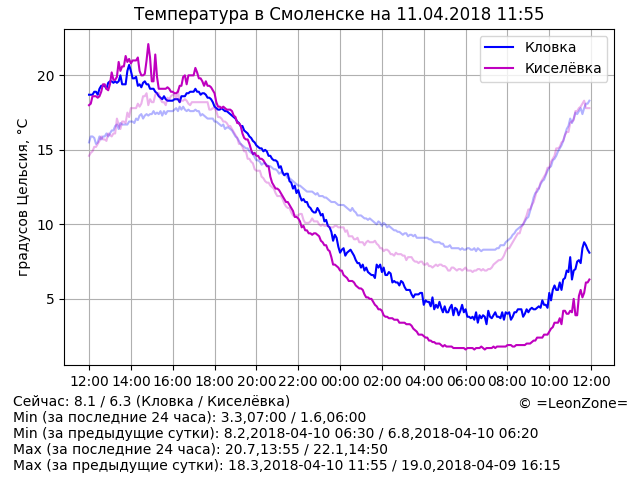 Температура в Смоленске на 11.04.2018 11:55
Кловка
Киселёвка
градусов Цельсия, °C
20
15
10
5
12:00 14:00 16:00 18:00 20:00 22:00 00:00 02:00 04:00 06:00 08:00 10:00 12:00
Сейчас: 8.1 / 6.3 (Кловка / Киселёвка)
© =LeonZone=
Min (за последние 24 часа): 3.3,07:00 / 1.6,06:00
Min (за предыдущие сутки): 8.2,2018-04-10 06:30 / 6.8,2018-04-10 06:20
Max (за последние 24 часа): 20.7,13:55 / 22.1,14:50
Max (за предыдущие сутки): 18.3,2018-04-10 11:55 / 19.0,2018-04-09 16:15